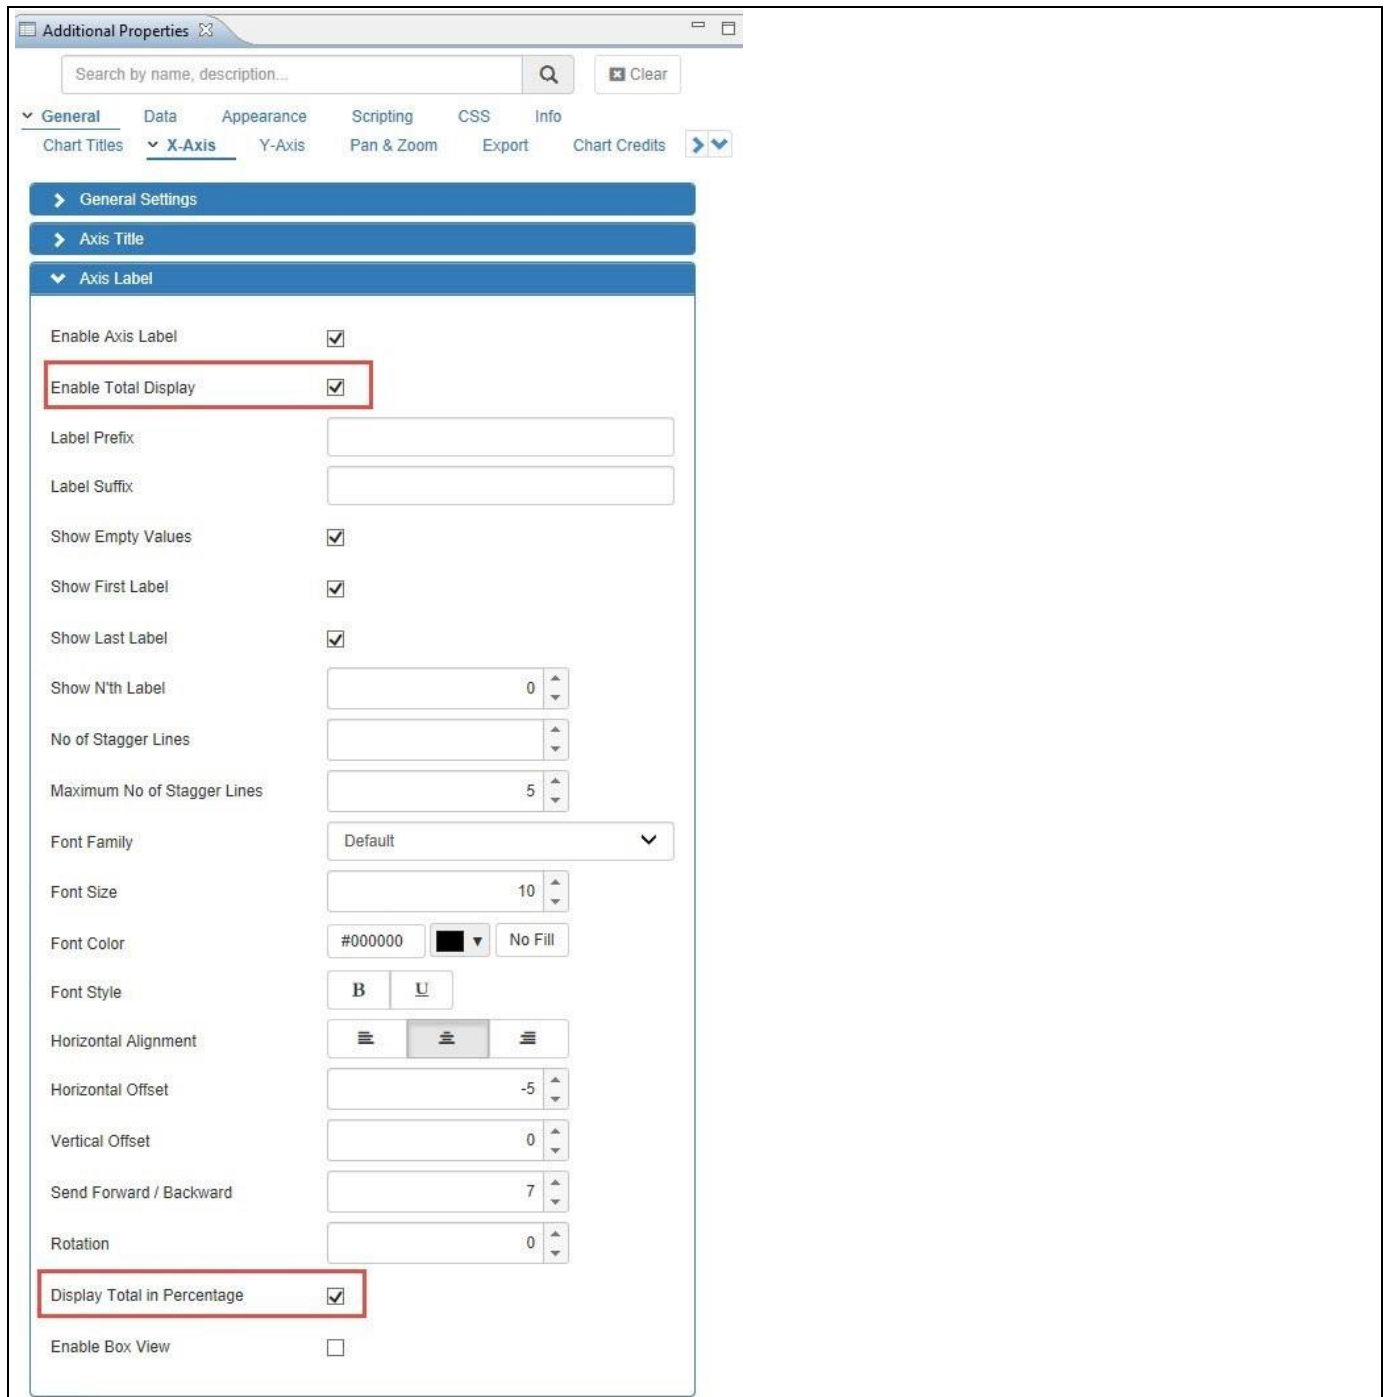 Additional Properties
Search by name, description...
Clear
General Data Appearance Scripting CSS Info
Chart Titles X-Axis Y-Axis Pan & Zoom Export Chart Credits
General Settings
Axis Title
Axis Label
Enable Axis Label
Enable Total Display
Label Prefix
Label Suffix
Show Empty Values
Show First Label
Show Last Label
Show N'th Label 0
No of Stagger Lines
Maximum No of Stagger Lines 5
Font Family Default
Font Size 10
Font Color #000000 No Fill
Font Style B U
Horizontal Alignment
Horizontal Offset -5
Vertical Offset 0
Send Forward / Backward 7
Rotation 0
Display Total in Percentage
Enable Box View